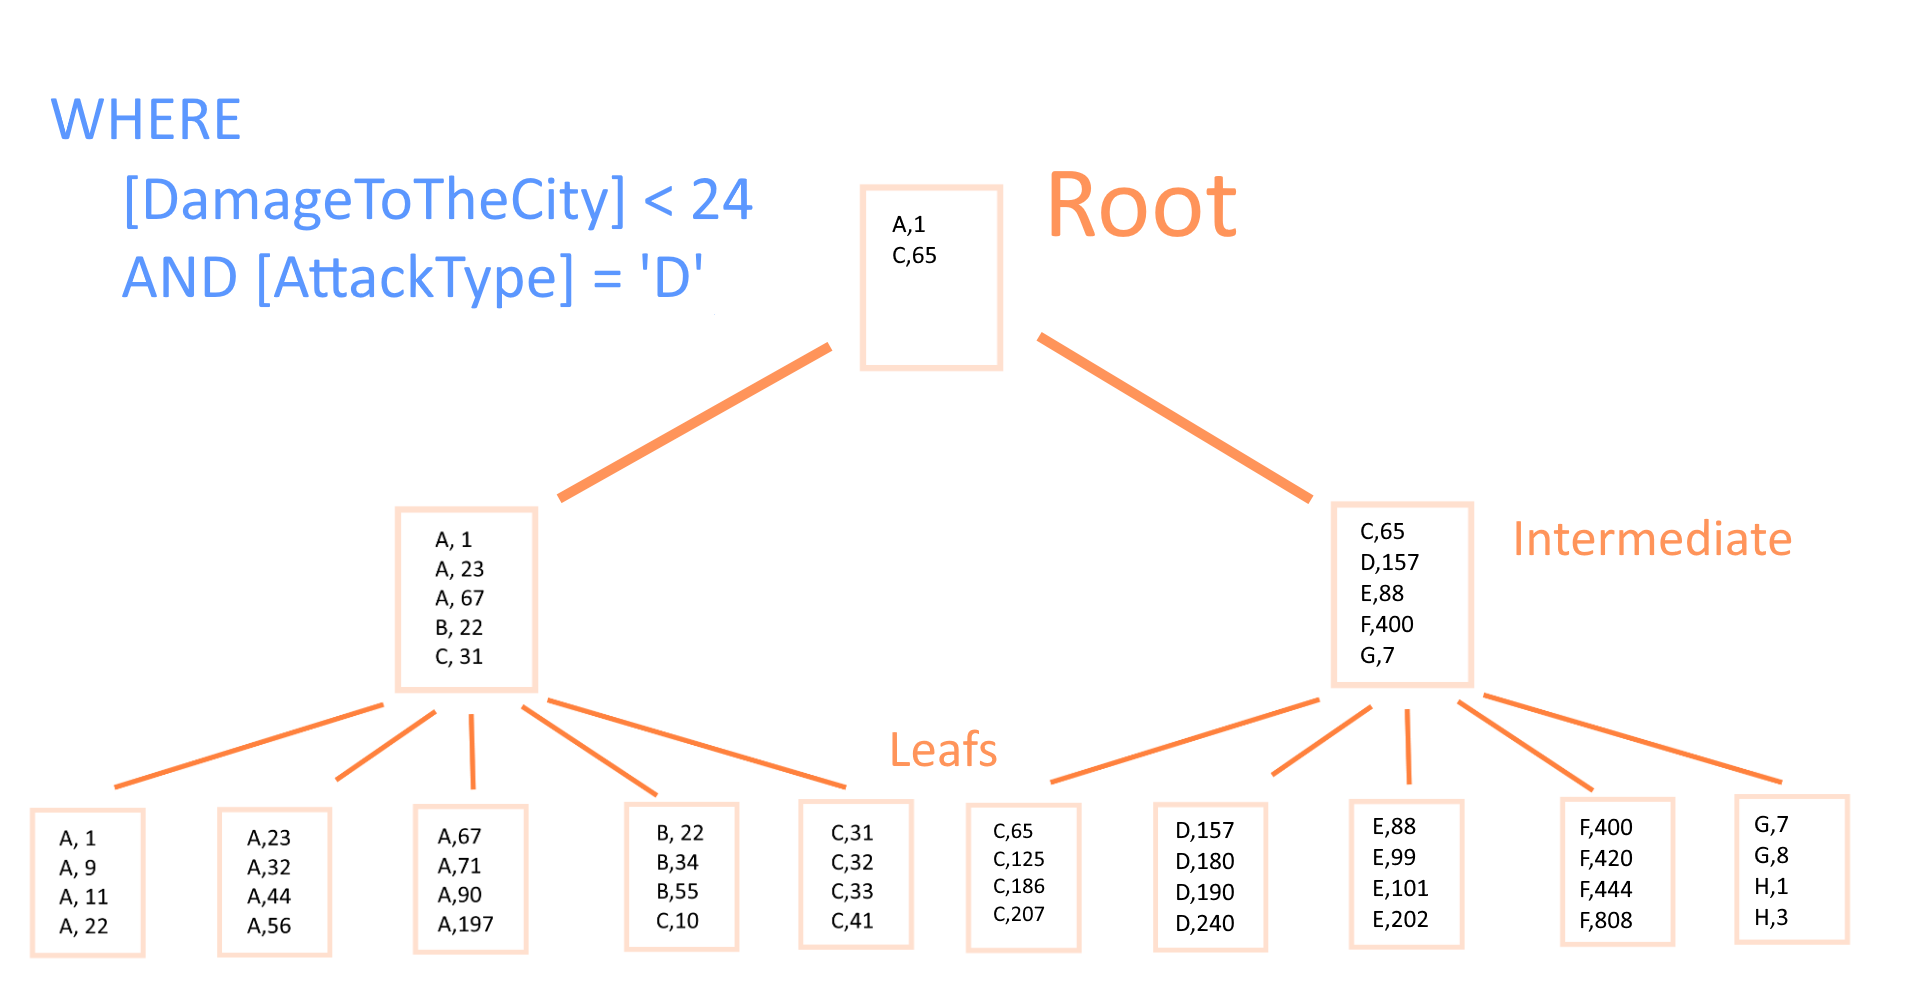 WHERE
[DamageToTheCity] < 24
AND [AttackType] = 'D'
Root
A,1
C,65
A, 1
A, 23
A, 67
B, 22
C, 31
C,65
D,157
E,88
F,400
G,7
Intermediate
Leafs
A, 1
A, 9
A, 11
A, 22
A,23
A,32
A,44
A,56
A,67
A,71
A,90
A,197
B, 22
B,34
B,55
C,10
C,31
C,32
C,33
C,41
C,65
C,125
C,186
C,207
D,157
D,180
D,190
D,240
E,88
E,99
E,101
E,202
F,400
F,420
F,444
F,808
G,7
G,8
H,1
H,3